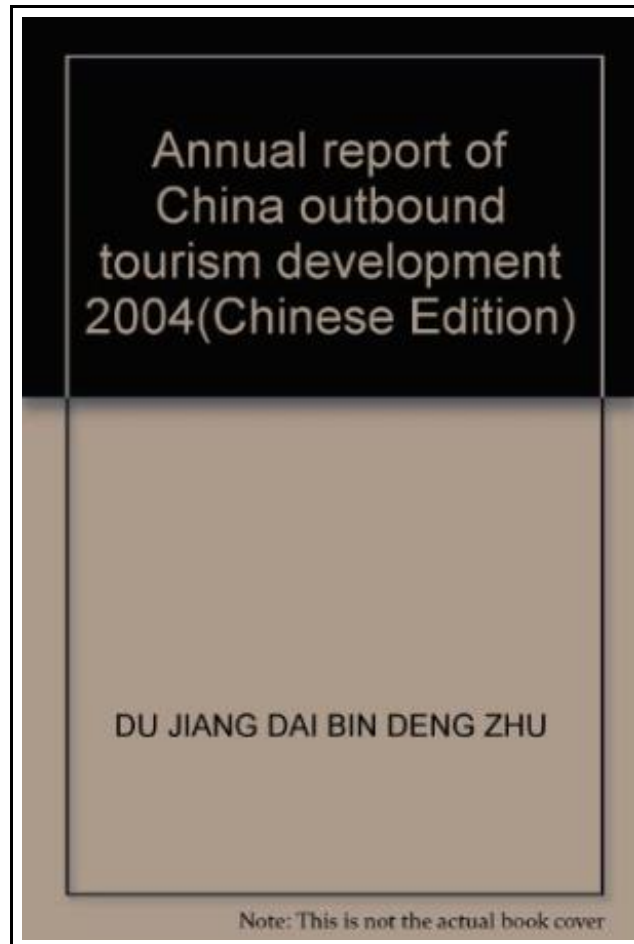 Annual report of
China outbound
tourism development
2004(Chinese Edition)
DU JIANG DAI BIN DENG ZHU
Note: This is not the actual book cover